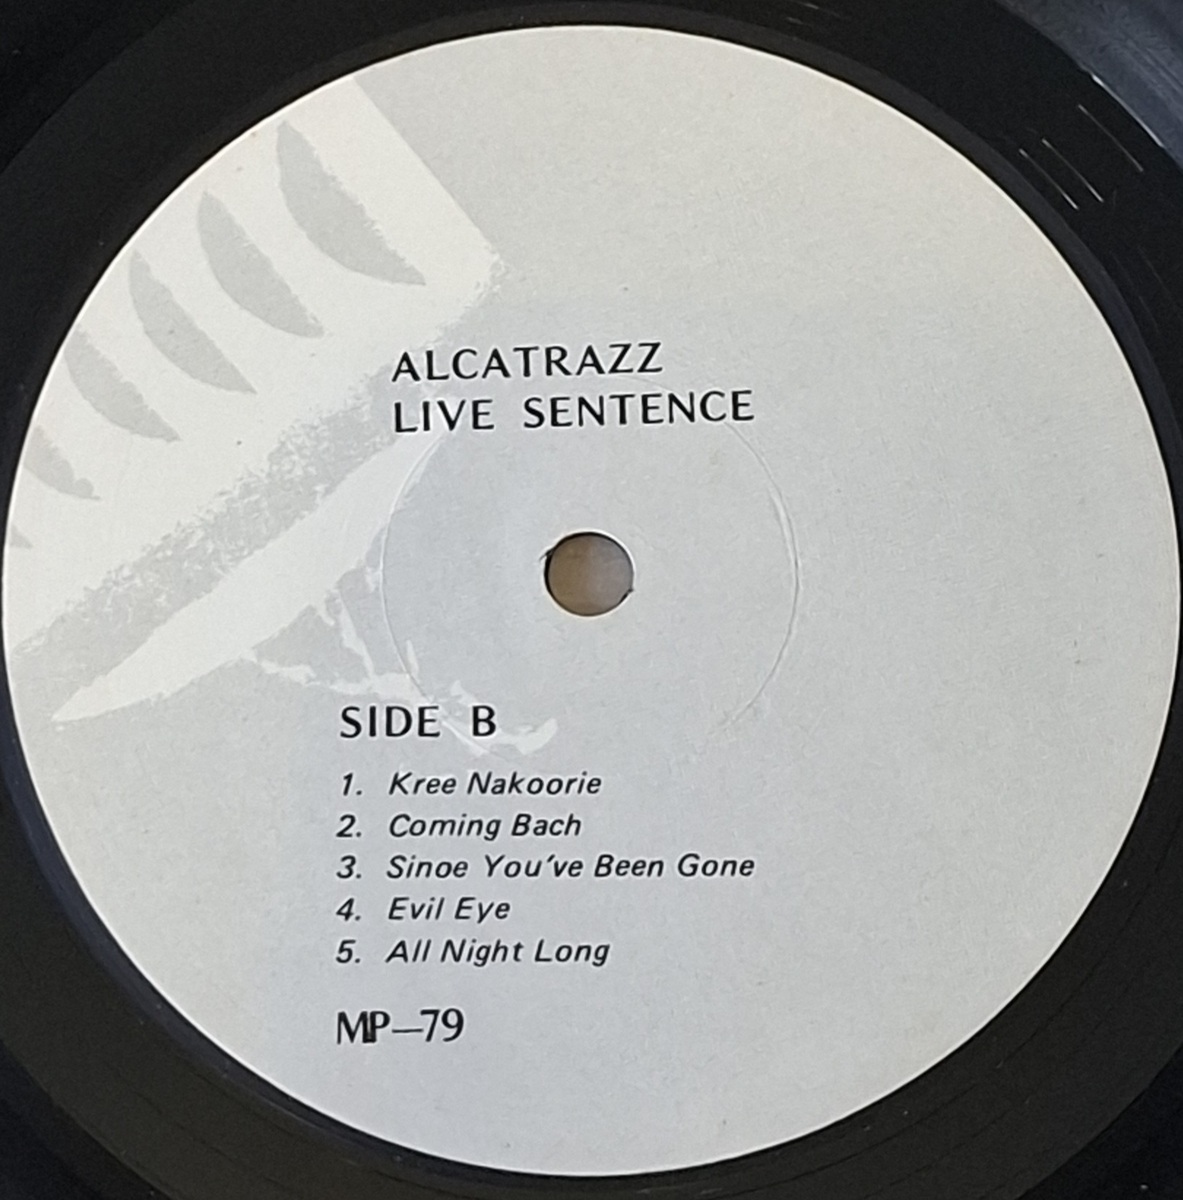 ALCATRAZZ
LIVE SENTENCE
SIDE B
1. Kree Nakoorie
2. Coming Bach
3. Sinoe You've Been Gone
4. Evil Eye
5. All Night Long
MP—79